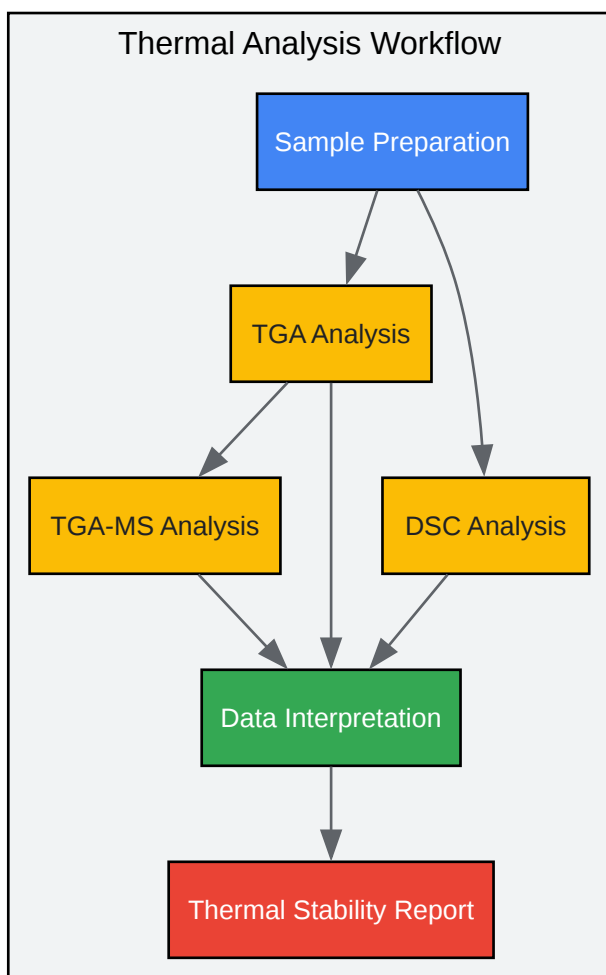 Thermal Analysis Workflow
Sample Preparation
TGA Analysis
TGA-MS Analysis
DSC Analysis
Data Interpretation
Thermal Stability Report